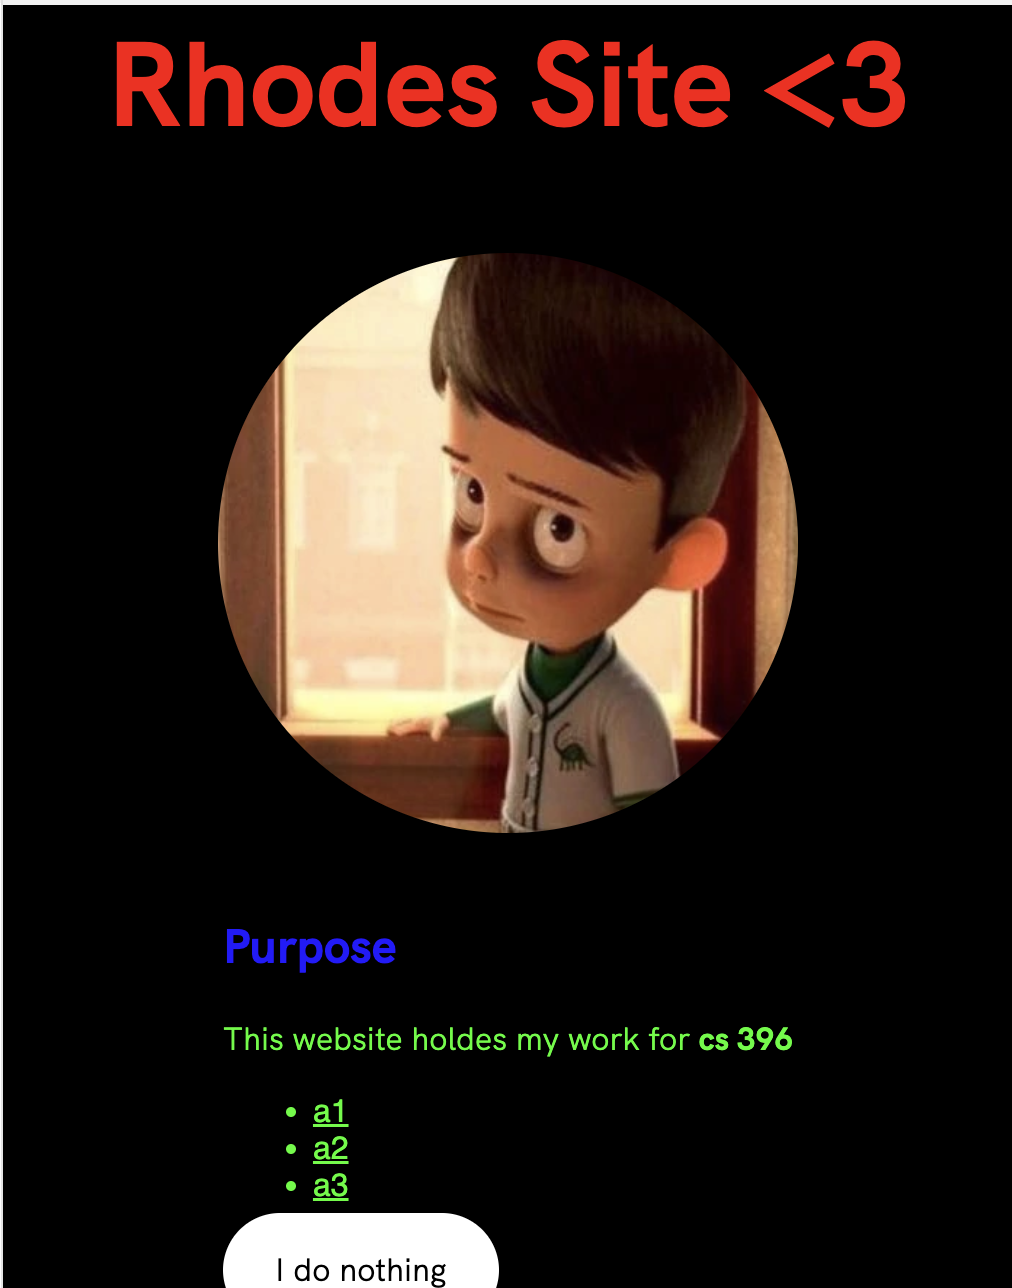 Rhodes Site <3
Purpose
This website holdes my work for cs 396
a1
a2
a3
I do nothing